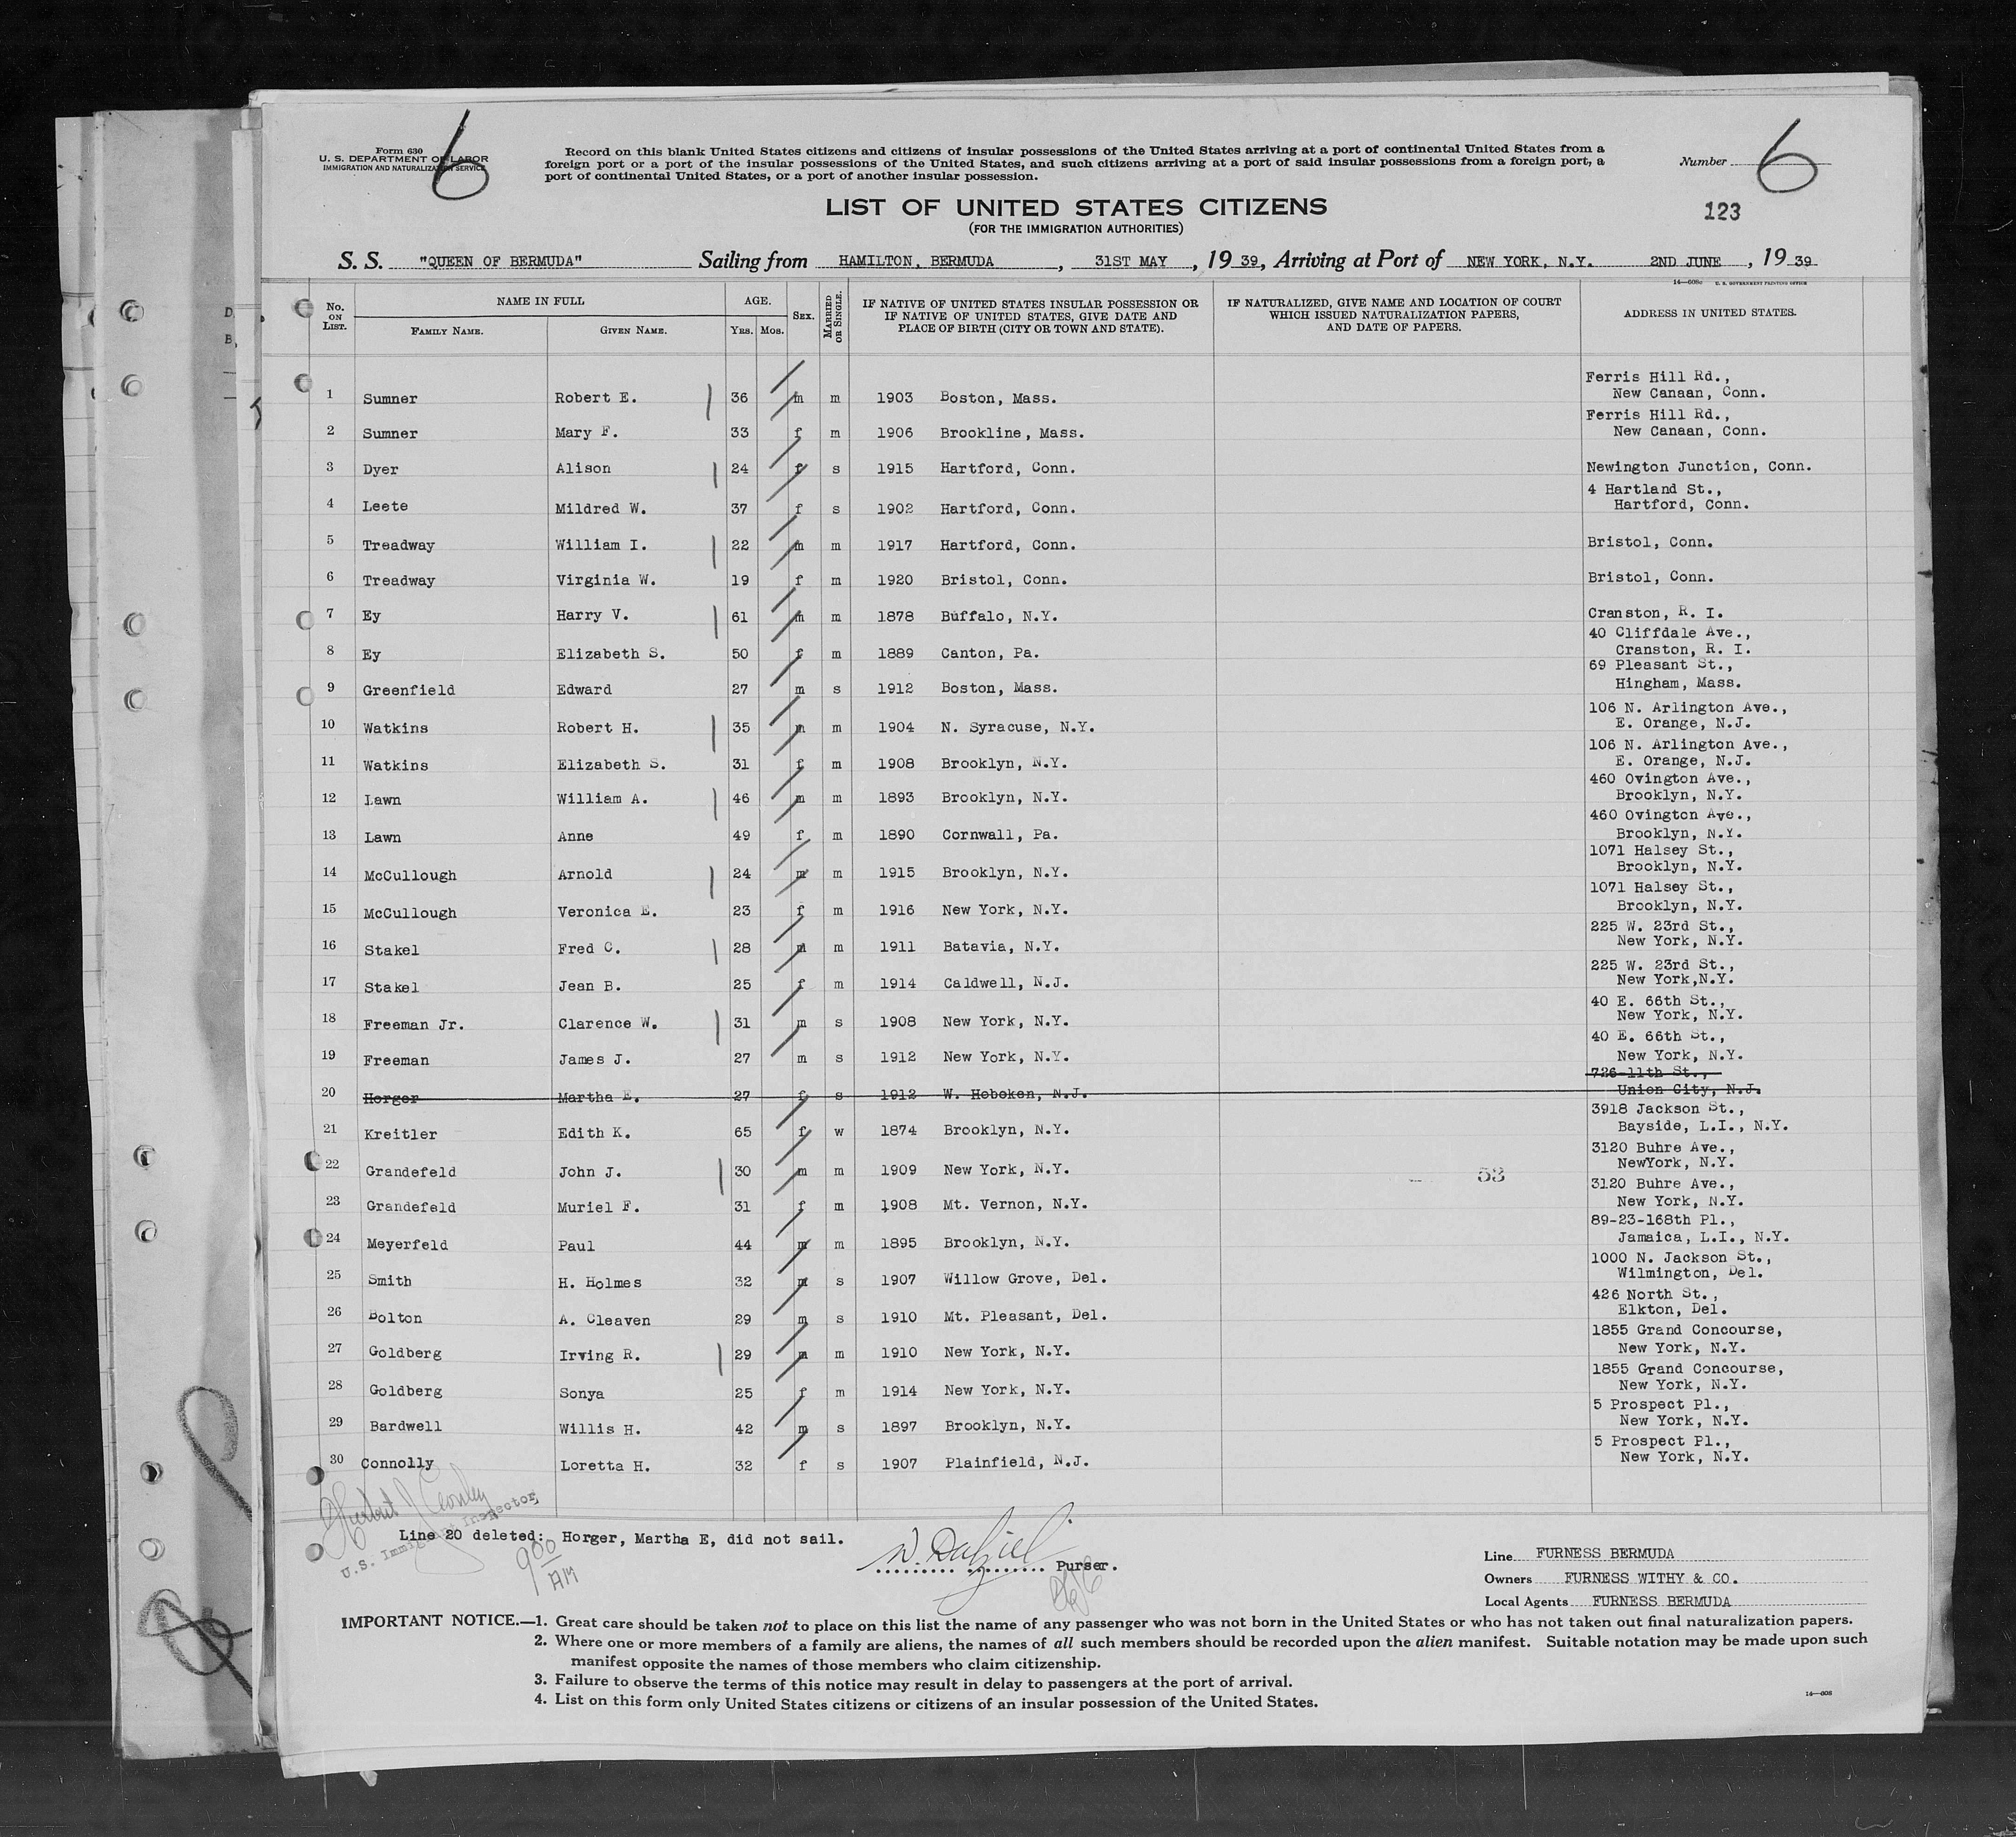 Form 630
U. S. DEPARTMENT OF LABOR
IMMIGRATION AND NATURALIZATION SERVICE
6
Record on this blank United States citizens and citizens of insular possessions of the United States arriving at a port of continental United States from a
foreign port or a port of the insular possessions of the United States, and such citizens arriving at a port of said insular possessions from a foreign port, a
port of continental United States, or a port of another insular possession.
Number 6
LIST OF UNITED STATES CITIZENS
(FOR THE IMMIGRATION AUTHORITIES)
123
S. S. "QUEEN OF BERMUDA" Sailing from HAMILTON, BERMUDA, 31ST MAY, 1939, Arriving at Port of NEW YORK, N.Y. 2ND JUNE, 1939
14—608c U. S. GOVERNMENT PRINTING OFFICE
No. ON LIST. NAME IN FULL FAMILY NAME. GIVEN NAME. AGE. YRS. MOS. SEX. MARRIED OR SINGLE. IF NATIVE OF UNITED STATES INSULAR POSSESSION OR IF NATIVE OF UNITED STATES, GIVE DATE AND PLACE OF BIRTH (CITY OR TOWN AND STATE). IF NATURALIZED, GIVE NAME AND LOCATION OF COURT WHICH ISSUED NATURALIZATION PAPERS, AND DATE OF PAPERS. ADDRESS IN UNITED STATES.
1 Sumner Robert E. 36 m m 1903 Boston, Mass. Ferris Hill Rd., New Canaan, Conn.
2 Sumner Mary F. 33 f m 1906 Brookline, Mass. Ferris Hill Rd., New Canaan, Conn.
3 Dyer Alison 24 f s 1915 Hartford, Conn. Newington Junction, Conn.
4 Leete Mildred W. 37 f s 1902 Hartford, Conn. 4 Hartland St., Hartford, Conn.
5 Treadway William I. 22 m m 1917 Hartford, Conn. Bristol, Conn.
6 Treadway Virginia W. 19 f m 1920 Bristol, Conn. Bristol, Conn.
7 Ey Harry V. 61 m m 1878 Buffalo, N.Y. Cranston, R. I.
8 Ey Elizabeth S. 50 f m 1889 Canton, Pa. 40 Cliffdale Ave., Cranston, R. I.
9 Greenfield Edward 27 m s 1912 Boston, Mass. 69 Pleasant St., Hingham, Mass.
10 Watkins Robert H. 35 m m 1904 N. Syracuse, N.Y. 106 N. Arlington Ave., E. Orange, N.J.
11 Watkins Elizabeth S. 31 f m 1908 Brooklyn, N.Y. 106 N. Arlington Ave., E. Orange, N.J.
12 Lawn William A. 46 m m 1893 Brooklyn, N.Y. 460 Ovington Ave., Brooklyn, N.Y.
13 Lawn Anne 49 f m 1890 Cornwall, Pa. 460 Ovington Ave., Brooklyn, N.Y.
14 McCullough Arnold 24 m m 1915 Brooklyn, N.Y. 1071 Halsey St., Brooklyn, N.Y.
15 McCullough Veronica E. 23 f m 1916 New York, N.Y. 1071 Halsey St., Brooklyn, N.Y.
16 Stakel Fred C. 28 m m 1911 Batavia, N.Y. 225 W. 23rd St., New York, N.Y.
17 Stakel Jean B. 25 f m 1914 Caldwell, N.J. 225 W. 23rd St., New York,N.Y.
18 Freeman Jr. Clarence W. 31 m s 1908 New York, N.Y. 40 E. 66th St., New York, N.Y.
19 Freeman James J. 27 m s 1912 New York, N.Y. 40 E. 66th St., New York, N.Y.
20 Horger Martha E. 27 f s 1912 W. Hoboken, N.J. 726-11th St., Union City, N.J.
21 Kreitler Edith K. 65 f w 1874 Brooklyn, N.Y. 3918 Jackson St., Bayside, L.I., N.Y.
22 Grandefeld John J. 30 m m 1909 New York, N.Y. 53 3120 Buhre Ave., NewYork, N.Y.
23 Grandefeld Muriel F. 31 f m 1908 Mt. Vernon, N.Y. 3120 Buhre Ave., New York, N.Y.
24 Meyerfeld Paul 44 m m 1895 Brooklyn, N.Y. 89-23-168th Pl., Jamaica, L.I., N.Y.
25 Smith H. Holmes 32 m s 1907 Willow Grove, Del. 1000 N. Jackson St., Wilmington, Del.
26 Bolton A. Cleaven 29 m s 1910 Mt. Pleasant, Del. 426 North St., Elkton, Del.
27 Goldberg Irving R. 29 m m 1910 New York, N.Y. 1855 Grand Concourse, New York, N.Y.
28 Goldberg Sonya 25 f m 1914 New York, N.Y. 1855 Grand Concourse, New York, N.Y.
29 Bardwell Willis H. 42 m s 1897 Brooklyn, N.Y. 5 Prospect Pl., New York, N.Y.
30 Connolly Loretta H. 32 f s 1907 Plainfield, N.J. 5 Prospect Pl., New York, N.Y.
U.S. Immigrant Inspector
Line 20 deleted: Horger, Martha E, did not sail.
9 00 AM
Purser.
Line FURNESS BERMUDA
Owners FURNESS WITHY & CO.
Local Agents FURNESS BERMUDA
IMPORTANT NOTICE.—1. Great care should be taken not to place on this list the name of any passenger who was not born in the United States or who has not taken out final naturalization papers.
2. Where one or more members of a family are aliens, the names of all such members should be recorded upon the alien manifest. Suitable notation may be made upon such
manifest opposite the names of those members who claim citizenship.
3. Failure to observe the terms of this notice may result in delay to passengers at the port of arrival.
4. List on this form only United States citizens or citizens of an insular possession of the United States.
14—608